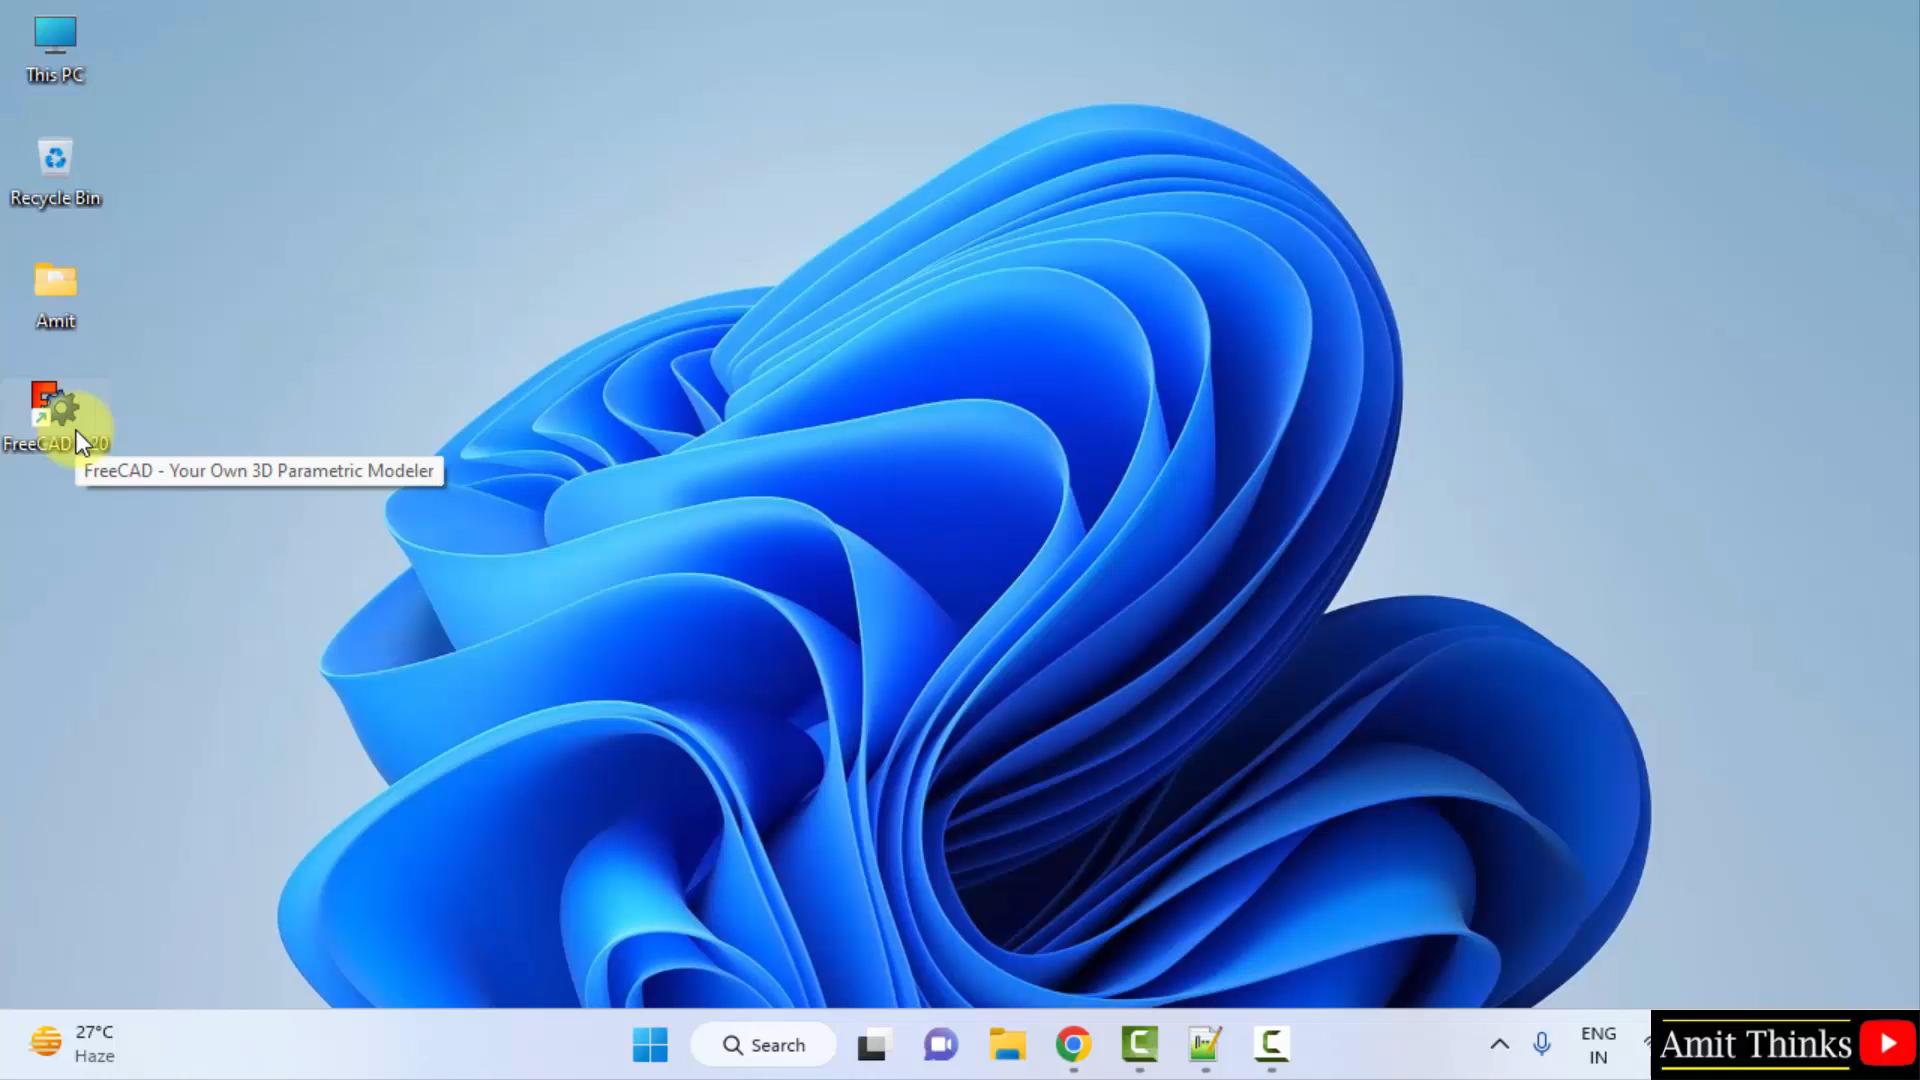 This PC
Recycle Bin
Amit
FreeCAD
FreeCAD - Your Own 3D Parametric Modeler
27°C
Haze
Search
ENG
IN
Amit Thinks